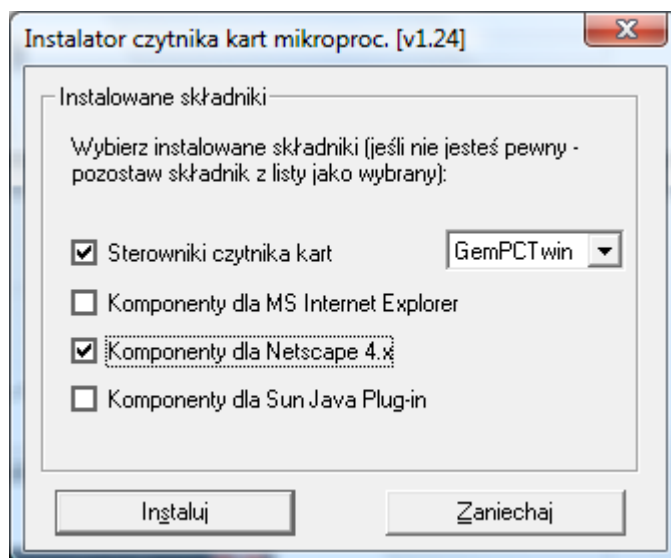 Instalator czytnika kart mikroproc. [v1.24]
Instalowane składniki
Wybierz instalowane składniki (jeśli nie jesteś pewny -
pozostaw składnik z listy jako wybrany):
Sterowniki czytnika kart GemPCTwin
Komponenty dla MS Internet Explorer
Komponenty dla Netscape 4.x
Komponenty dla Sun Java Plug-in
Instaluj Zaniechaj